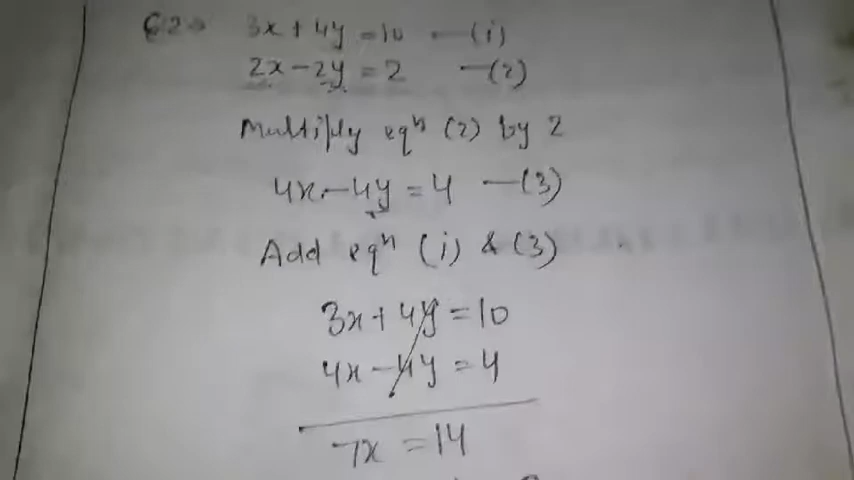 3x + 4y = 10 —(i)
2x - 2y = 2 —(2)
Multiply eqn (2) by 2
4x - 4y = 4 —(3)
Add eqn (i) & (3)
3x + 4y = 10
4x - 4y = 4
7x = 14